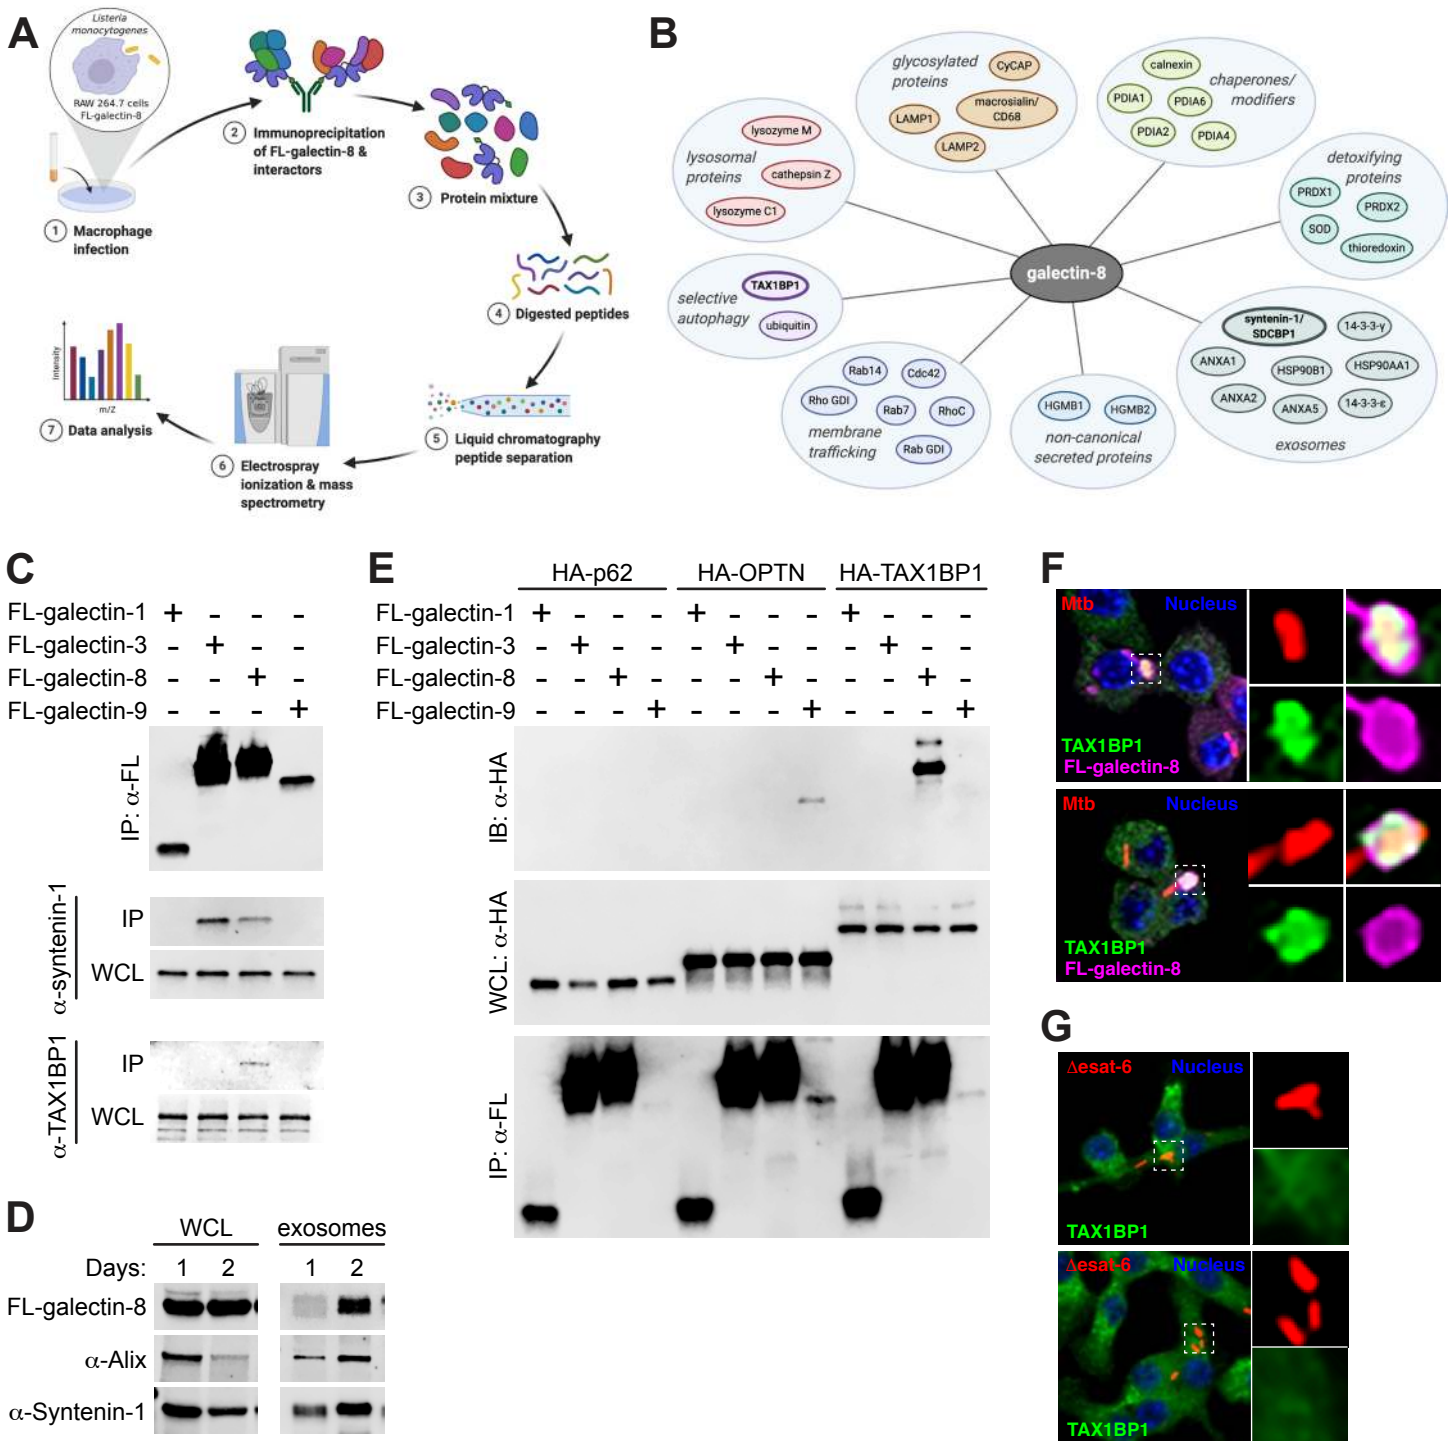 A
Listeria
monocytogenes
RAW 264.7 cells
FL-galectin-8
1 Macrophage
infection
2 Immunoprecipitation
of FL-galectin-8 &
interactors
3 Protein mixture
4 Digested peptides
5 Liquid chromatography
peptide separation
6 Electrospray
ionization & mass
spectrometry
Intensity
m/Z
7 Data analysis
B
glycosylated
proteins
CyCAP
macrosialin/
CD68
LAMP1
LAMP2
calnexin
chaperones/
modifiers
PDIA1
PDIA6
PDIA2
PDIA4
lysozyme M
lysosomal
proteins
cathepsin Z
lysozyme C1
detoxifying
proteins
PRDX1
PRDX2
SOD
thioredoxin
galectin-8
TAX1BP1
selective
autophagy
ubiquitin
syntenin-1/
SDCBP1
14-3-3-γ
ANXA1
HSP90B1
HSP90AA1
ANXA2
ANXA5
14-3-3-ε
exosomes
Rab14
Cdc42
Rho GDI
Rab7
RhoC
membrane
trafficking
Rab GDI
HGMB1
HGMB2
non-canonical
secreted proteins
C
FL-galectin-1 + - - -
FL-galectin-3 - + - -
FL-galectin-8 - - + -
FL-galectin-9 - - - +
IP: α-FL
α-syntenin-1
IP
WCL
α-TAX1BP1
IP
WCL
D
WCL exosomes
Days: 1 2 1 2
FL-galectin-8
α-Alix
α-Syntenin-1
E
HA-p62 HA-OPTN HA-TAX1BP1
FL-galectin-1 + - - - + - - - + - - -
FL-galectin-3 - + - - - + - - - + - -
FL-galectin-8 - - + - - - + - - - + -
FL-galectin-9 - - - + - - - + - - - +
IB: α-HA
WCL: α-HA
IP: α-FL
F
Mtb Nucleus
TAX1BP1
FL-galectin-8
Mtb Nucleus
TAX1BP1
FL-galectin-8
G
Δesat-6 Nucleus
TAX1BP1
Δesat-6 Nucleus
TAX1BP1